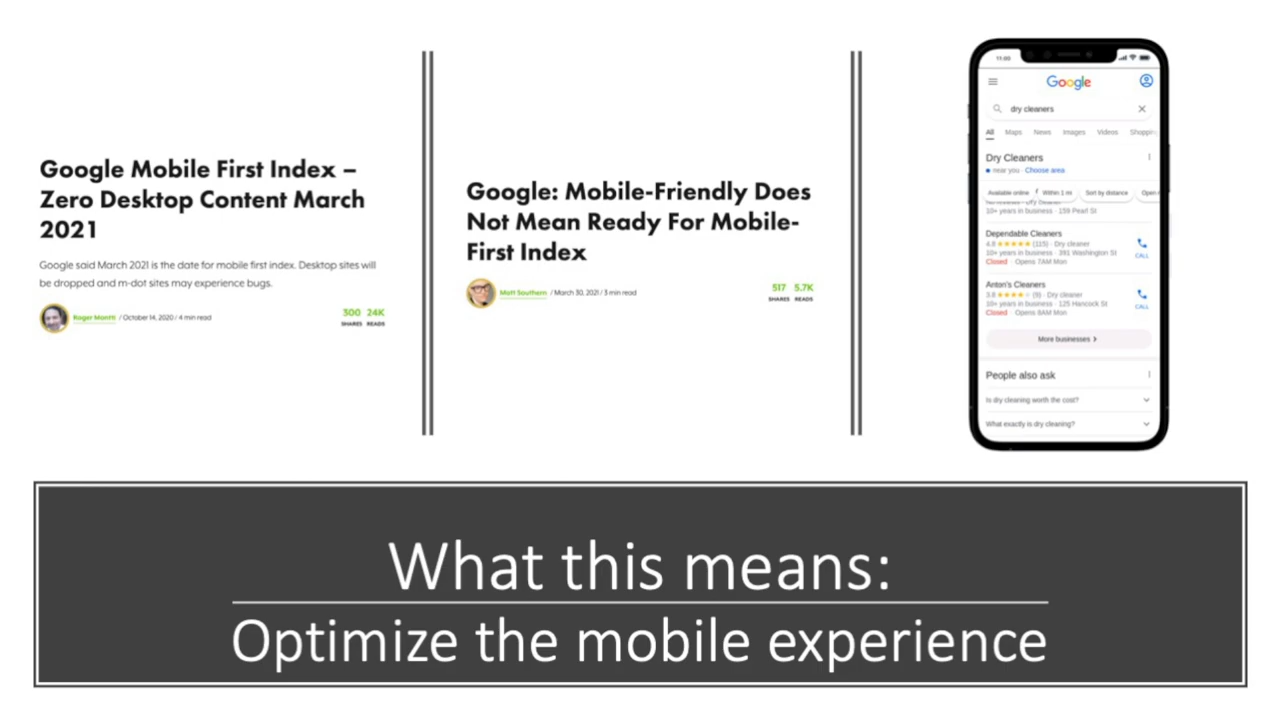 Google Mobile First Index –
Zero Desktop Content March
2021
Google said March 2021 is the date for mobile first index. Desktop sites will
be dropped and m-dot sites may experience bugs.
Roger Montti / October 14, 2020 / 4 min read
300 24K
SHARES READS
Google: Mobile-Friendly Does
Not Mean Ready For Mobile-
First Index
Matt Southern / March 30, 2021 / 3 min read
517 5.7K
SHARES READS
11:00
Google
dry cleaners
All Maps News Images Videos Shopping
Dry Cleaners
near you · Choose area
Available online Within 1 mi Sort by distance Open
10+ years in business · 159 Pearl St
Dependable Cleaners
4.8 ★★★★★ (115) · Dry cleaner
10+ years in business · 381 Washington St
Closed · Opens 7AM Mon
CALL
Anton's Cleaners
3.8 ★★★★★ (9) · Dry cleaner
10+ years in business · 125 Hancock St
Closed · Opens 8AM Mon
CALL
More businesses >
People also ask
Is dry cleaning worth the cost?
What exactly is dry cleaning?
What this means:
Optimize the mobile experience